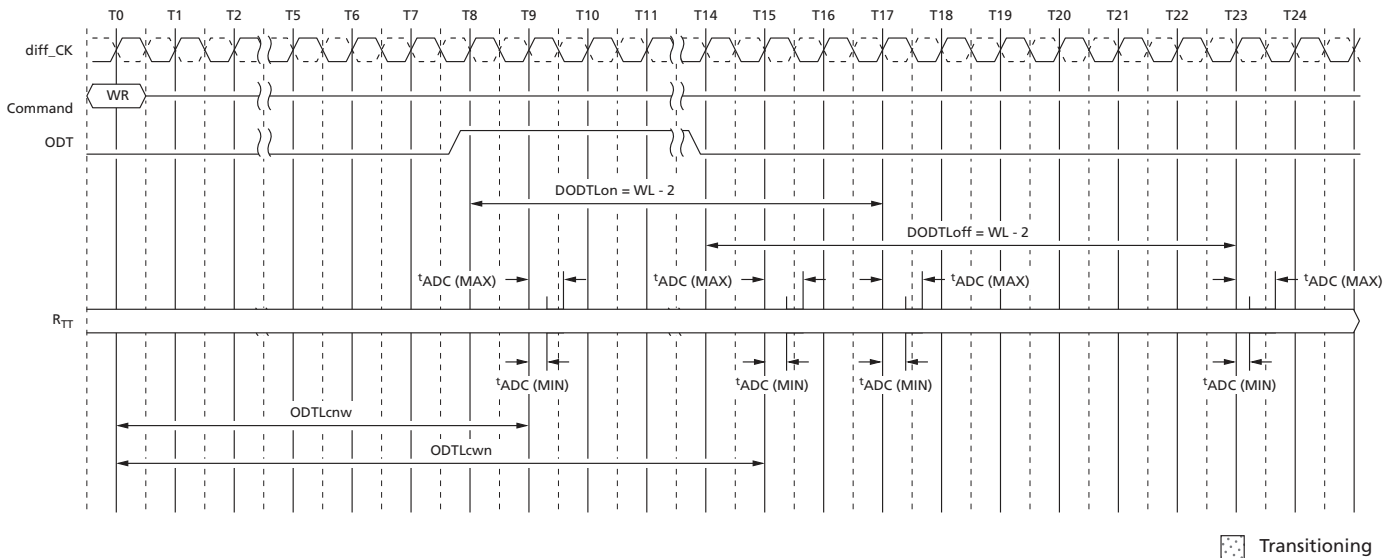 T0 T1 T2 T5 T6 T7 T8 T9 T10 T11 T14 T15 T16 T17 T18 T19 T20 T21 T22 T23 T24
diff_CK
Command
WR
ODT
DODTLon = WL - 2
DODTLoff = WL - 2
tADC (MAX) tADC (MAX) tADC (MAX) tADC (MAX)
RTT
tADC (MIN) tADC (MIN) tADC (MIN) tADC (MIN)
ODTLcnw
ODTLcwn
Transitioning